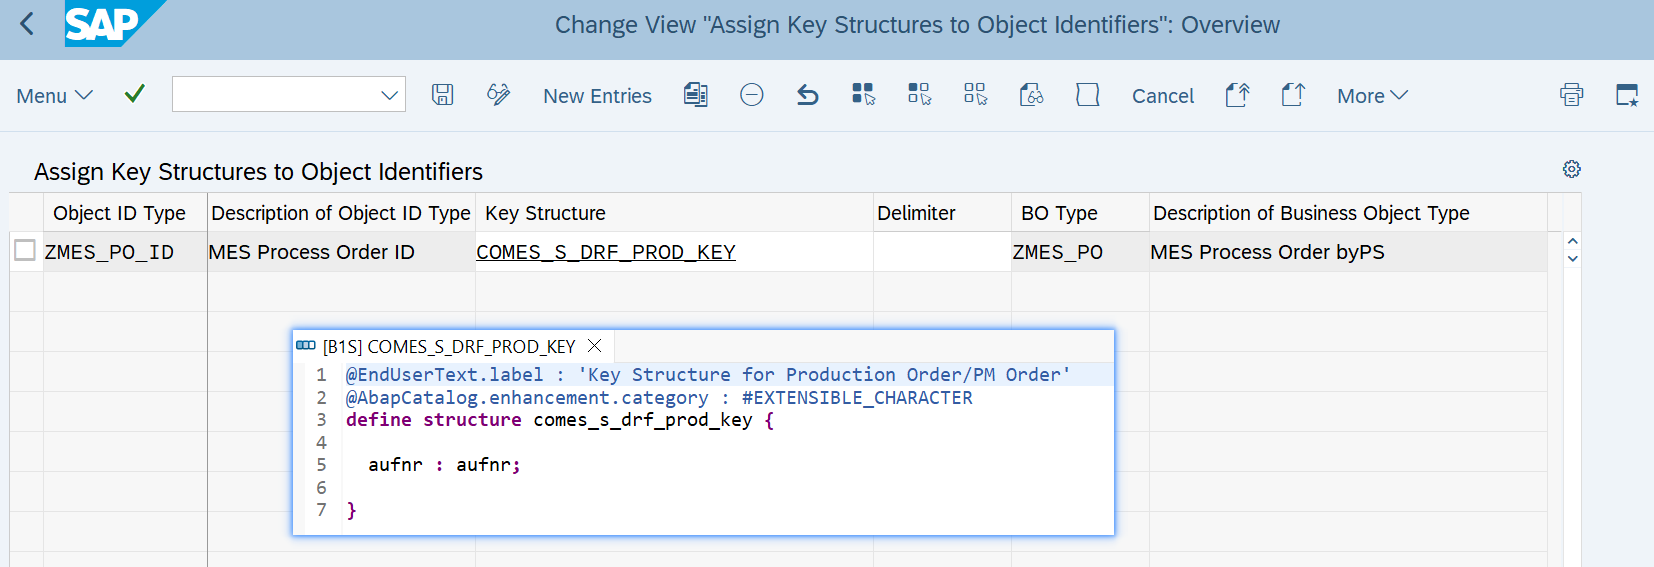 SAP
Change View "Assign Key Structures to Object Identifiers": Overview
Menu New Entries Cancel More
Assign Key Structures to Object Identifiers
Object ID Type Description of Object ID Type Key Structure Delimiter BO Type Description of Business Object Type
ZMES_PO_ID MES Process Order ID COMES_S_DRF_PROD_KEY ZMES_PO MES Process Order byPS
[B1S] COMES_S_DRF_PROD_KEY
1 @EndUserText.label : 'Key Structure for Production Order/PM Order'
2 @AbapCatalog.enhancement.category : #EXTENSIBLE_CHARACTER
3 define structure comes_s_drf_prod_key {
4
5 aufnr : aufnr;
6
7 }